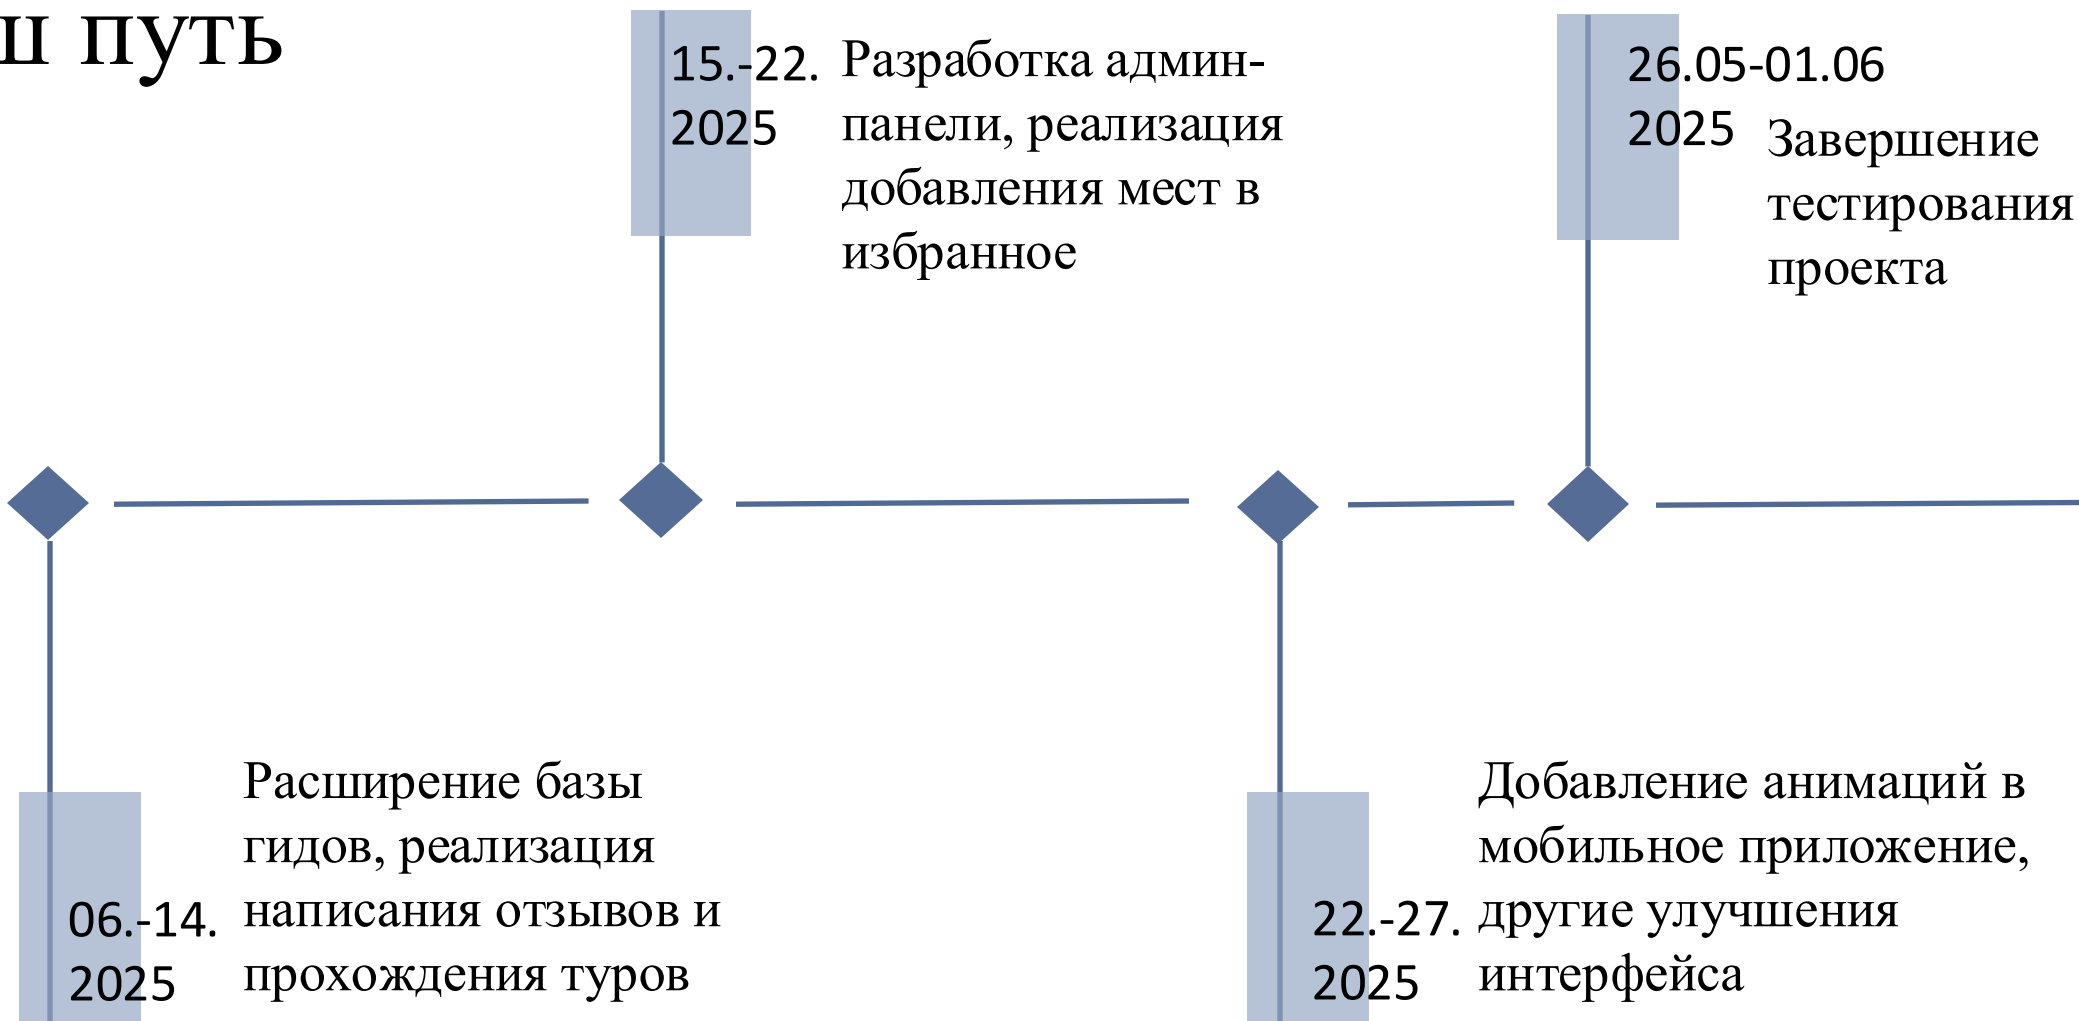 ш путь
15.-22.
2025
Разработка админ-
панели, реализация
добавления мест в
избранное
26.05-01.06
2025
Завершение
тестирования
проекта
06.-14.
2025
Расширение базы
гидов, реализация
написания отзывов и
прохождения туров
22.-27.
2025
Добавление анимаций в
мобильное приложение,
другие улучшения
интерфейса